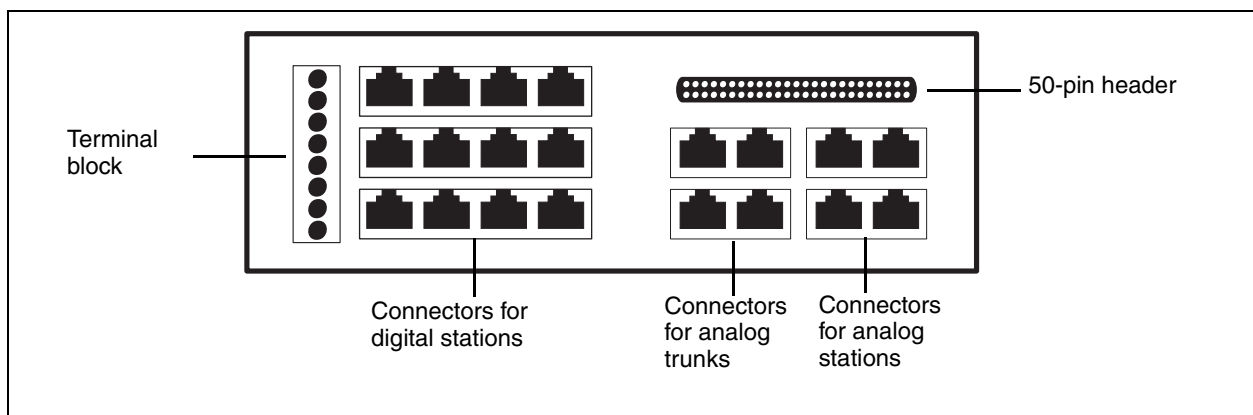 50-pin header
Terminal
block
Connectors for
digital stations
Connectors
for analog
trunks
Connectors
for analog
stations